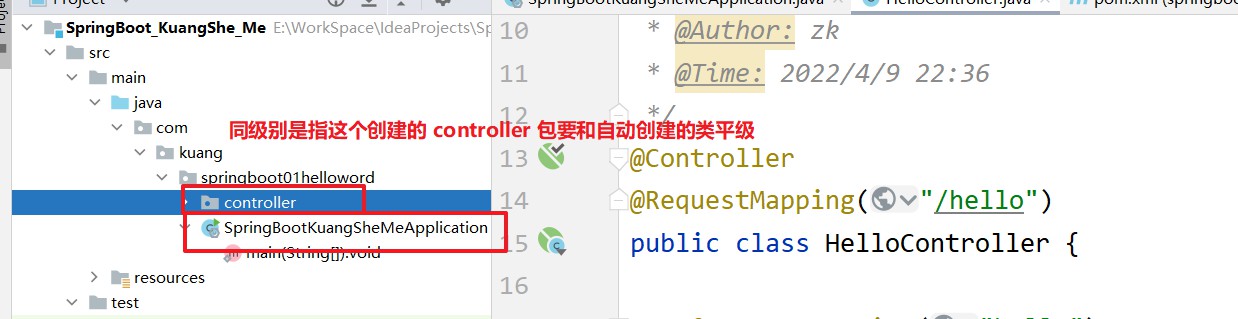 Project
SpringBootKuangSheMeApplication.java
HelloController.java
SpringBoot_KuangShe_Me E:\WorkSpace\IdeaProjects\Sp
src
main
java
com
kuang
springboot01helloword
controller
SpringBootKuangSheMeApplication
main(String[]):void
resources
test
同级别是指这个创建的 controller 包要和自动创建的类平级
10 * @Author: zk
11 * @Time: 2022/4/9 22:36
12 */
13 @Controller
14 @RequestMapping("/hello")
15 public class HelloController {
16